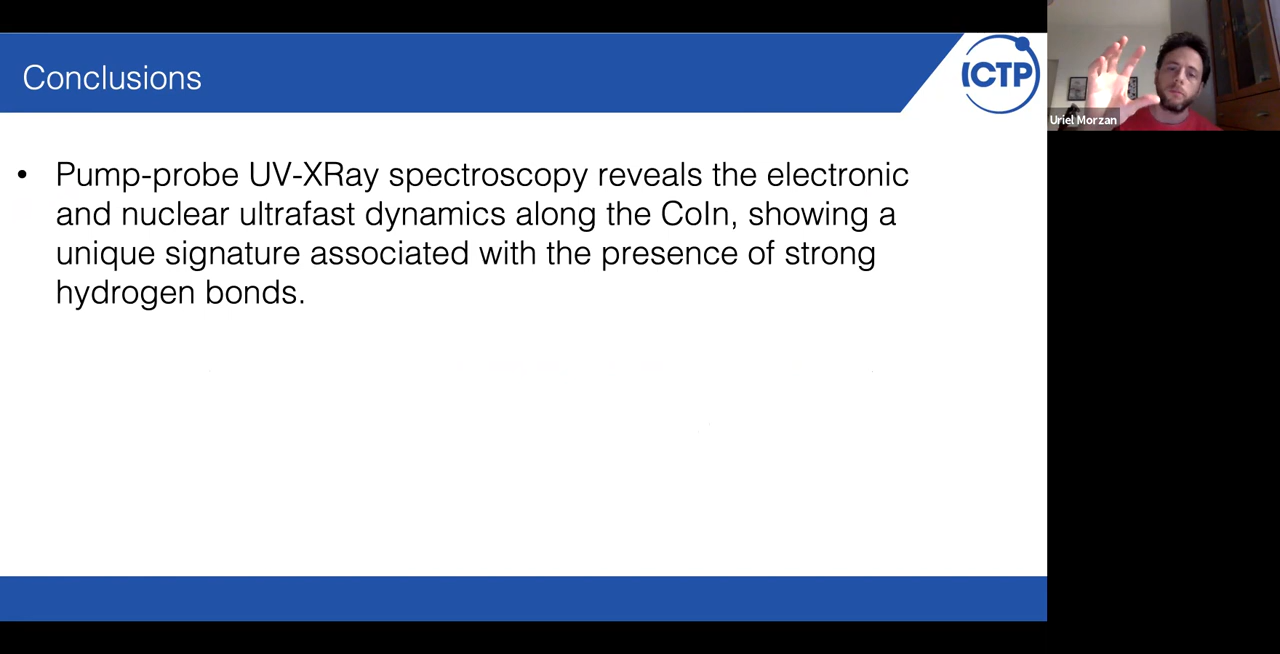 Conclusions
ICTP
Uriel Morzan
• Pump-probe UV-XRay spectroscopy reveals the electronic
and nuclear ultrafast dynamics along the CoIn, showing a
unique signature associated with the presence of strong
hydrogen bonds.